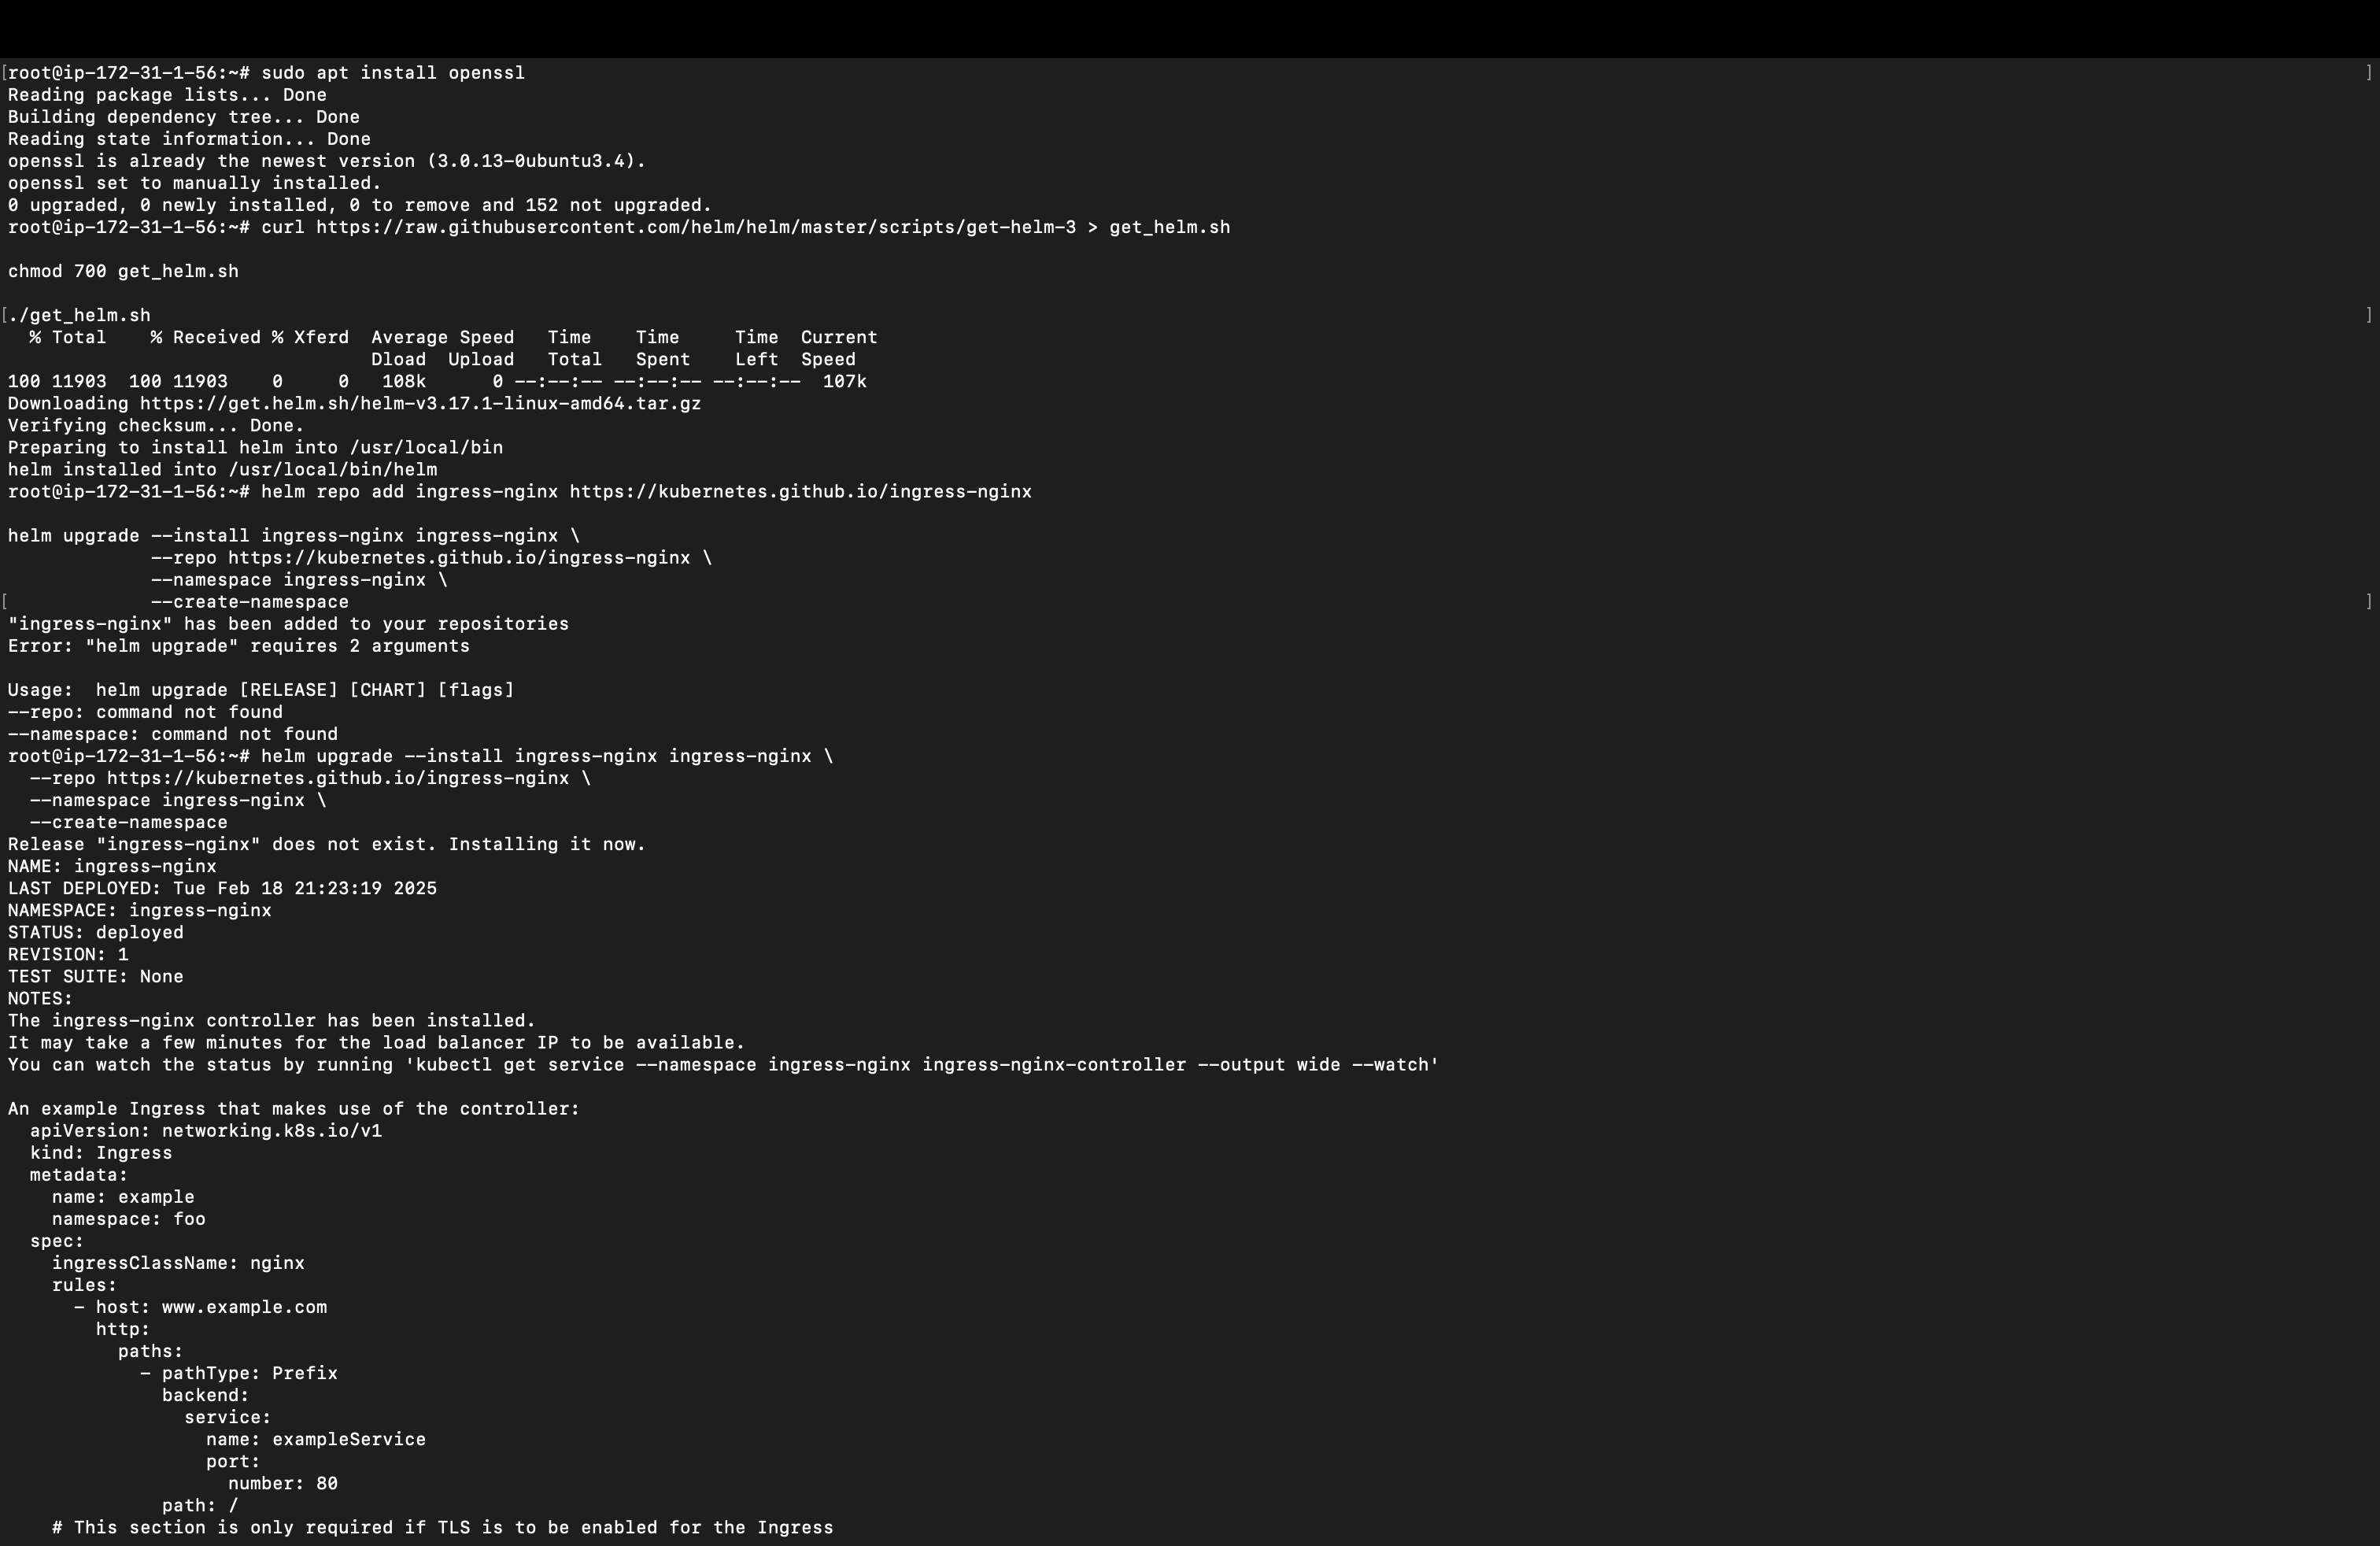 [root@ip-172-31-1-56:~# sudo apt install openssl ]
Reading package lists... Done
Building dependency tree... Done
Reading state information... Done
openssl is already the newest version (3.0.13-0ubuntu3.4).
openssl set to manually installed.
0 upgraded, 0 newly installed, 0 to remove and 152 not upgraded.
root@ip-172-31-1-56:~# curl https://raw.githubusercontent.com/helm/helm/master/scripts/get-helm-3 > get_helm.sh
chmod 700 get_helm.sh
[./get_helm.sh ]
  % Total    % Received % Xferd  Average Speed   Time    Time     Time  Current
                                 Dload  Upload   Total   Spent    Left  Speed
100 11903  100 11903    0     0   108k      0 --:--:-- --:--:-- --:--:--  107k
Downloading https://get.helm.sh/helm-v3.17.1-linux-amd64.tar.gz
Verifying checksum... Done.
Preparing to install helm into /usr/local/bin
helm installed into /usr/local/bin/helm
root@ip-172-31-1-56:~# helm repo add ingress-nginx https://kubernetes.github.io/ingress-nginx
helm upgrade --install ingress-nginx ingress-nginx \
             --repo https://kubernetes.github.io/ingress-nginx \
             --namespace ingress-nginx \
[            --create-namespace ]
"ingress-nginx" has been added to your repositories
Error: "helm upgrade" requires 2 arguments
Usage:  helm upgrade [RELEASE] [CHART] [flags]
--repo: command not found
--namespace: command not found
root@ip-172-31-1-56:~# helm upgrade --install ingress-nginx ingress-nginx \
  --repo https://kubernetes.github.io/ingress-nginx \
  --namespace ingress-nginx \
  --create-namespace
Release "ingress-nginx" does not exist. Installing it now.
NAME: ingress-nginx
LAST DEPLOYED: Tue Feb 18 21:23:19 2025
NAMESPACE: ingress-nginx
STATUS: deployed
REVISION: 1
TEST SUITE: None
NOTES:
The ingress-nginx controller has been installed.
It may take a few minutes for the load balancer IP to be available.
You can watch the status by running 'kubectl get service --namespace ingress-nginx ingress-nginx-controller --output wide --watch'
An example Ingress that makes use of the controller:
  apiVersion: networking.k8s.io/v1
  kind: Ingress
  metadata:
    name: example
    namespace: foo
  spec:
    ingressClassName: nginx
    rules:
      - host: www.example.com
        http:
          paths:
            - pathType: Prefix
              backend:
                service:
                  name: exampleService
                  port:
                    number: 80
              path: /
    # This section is only required if TLS is to be enabled for the Ingress